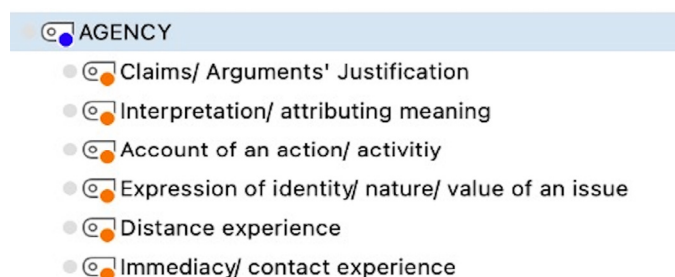 AGENCY
Claims/ Arguments' Justification
Interpretation/ attributing meaning
Account of an action/ activitiy
Expression of identity/ nature/ value of an issue
Distance experience
Immediacy/ contact experience